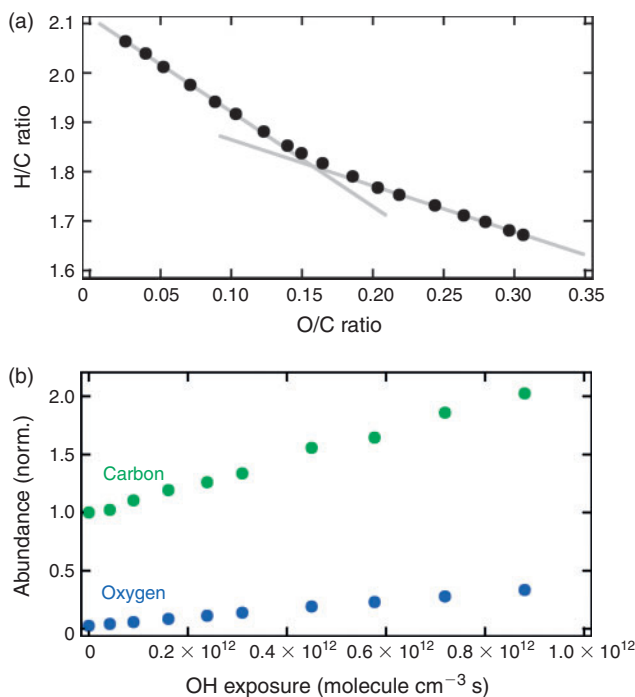 (a)
2.1
2.0
1.9
1.8
1.7
1.6
H/C ratio
0 0.05 0.10 0.15 0.20 0.25 0.30 0.35
O/C ratio
(b)
2.0
1.5
1.0
0.5
0
Abundance (norm.)
Carbon
Oxygen
0 0.2 × 10¹² 0.4 × 10¹² 0.6 × 10¹² 0.8 × 10¹² 1.0 × 10¹²
OH exposure (molecule cm⁻³ s)